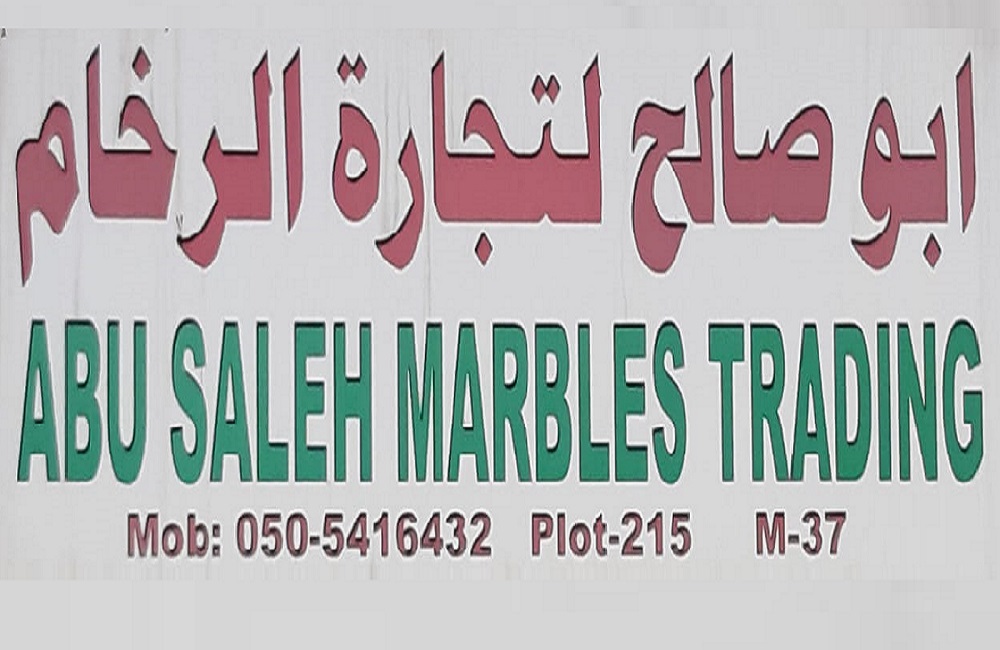 ابو صالح لتجارة الرخام
ABU SALEH MARBLES TRADING
Mob: 050-5416432 Plot-215 M-37